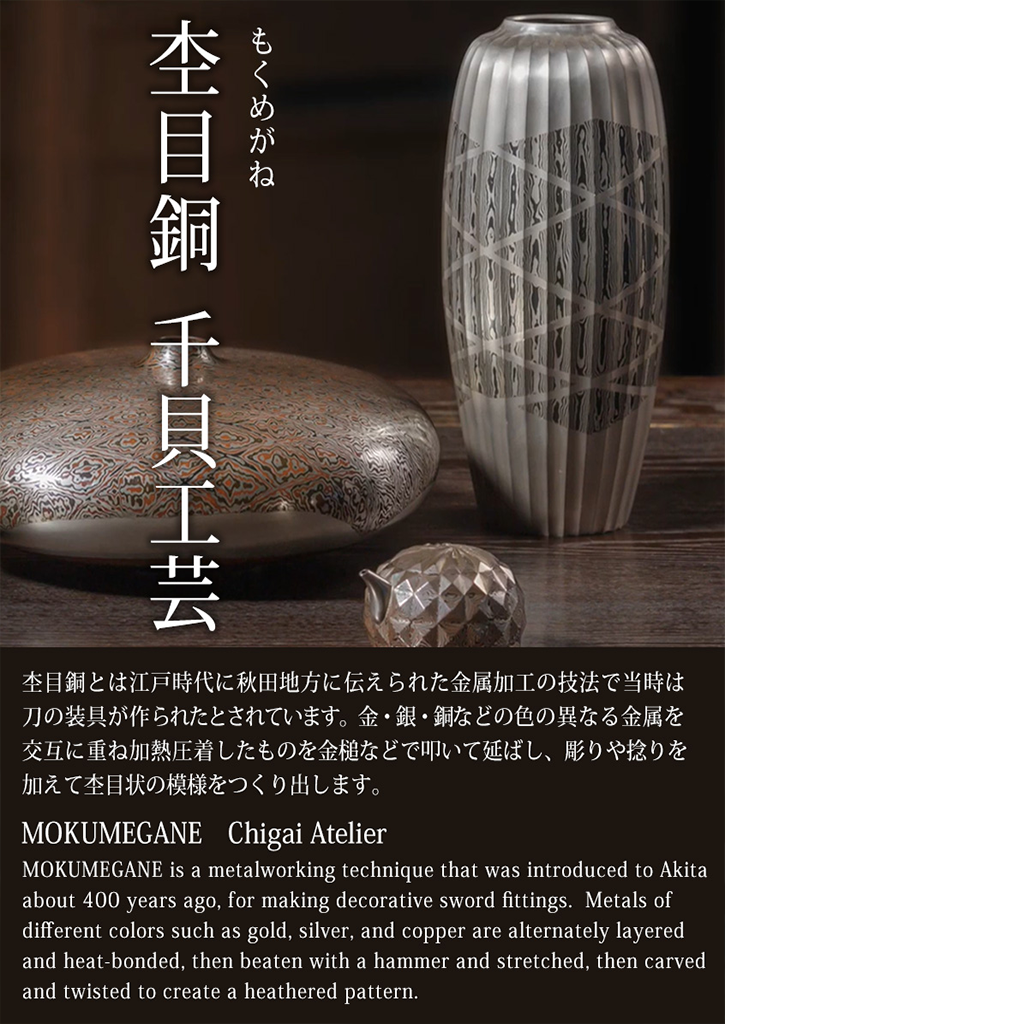 もくめがね
杢目銅 千貝工芸
杢目銅とは江戸時代に秋田地方に伝えられた金属加工の技法で当時は
刀の装具が作られたとされています。金・銀・銅などの色の異なる金属を
交互に重ね加熱圧着したものを金槌などで叩いて延ばし、彫りや捻りを
加えて杢目状の模様をつくり出します。
MOKUMEGANE　Chigai Atelier
MOKUMEGANE is a metalworking technique that was introduced to Akita
about 400 years ago, for making decorative sword fittings.  Metals of
different colors such as gold, silver, and copper are alternately layered
and heat-bonded, then beaten with a hammer and stretched, then carved
and twisted to create a heathered pattern.